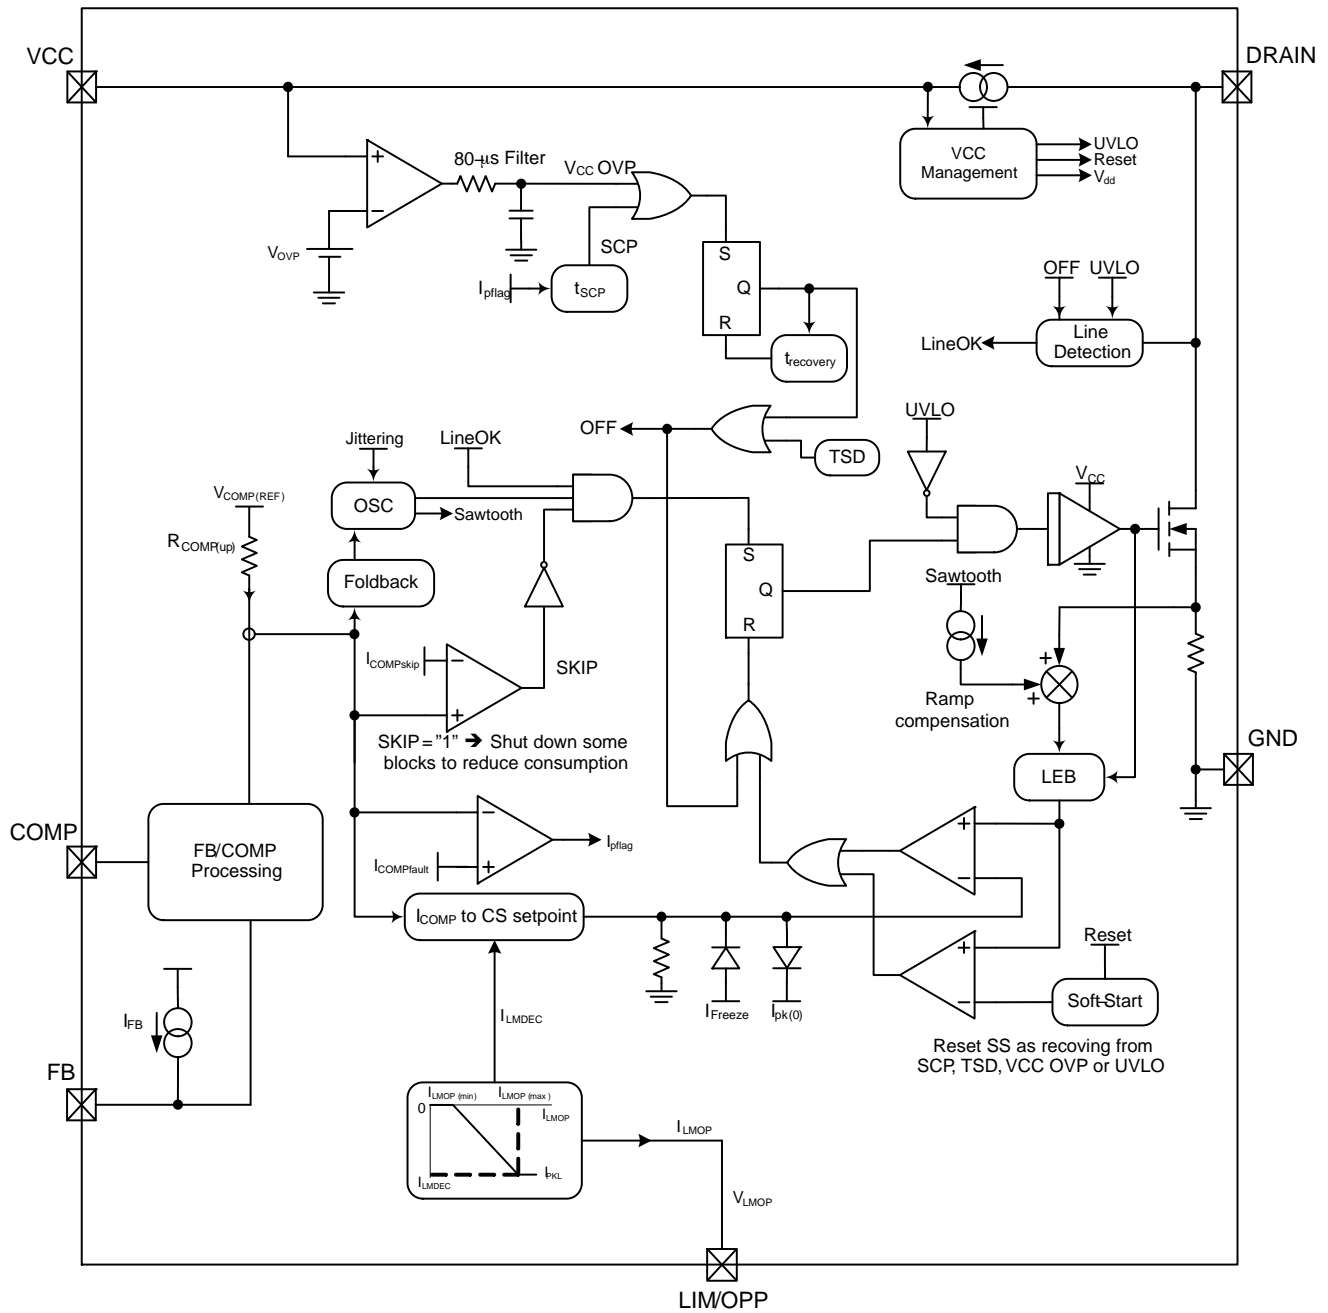 VCC
DRAIN
80–μs Filter
VCC OVP
+
−
VOVP
SCP
Ipflag
tSCP
VCC
Management
UVLO
Reset
Vdd
S
Q
R
trecovery
OFF
UVLO
LineOK
Line
Detection
OFF
TSD
UVLO
Jittering
LineOK
VCOMP(REF)
OSC
Sawtooth
RCOMP(up)
Foldback
VCC
S
Q
R
Sawtooth
ICOMPskip
−
+
SKIP
+
+
Ramp
compensation
SKIP = ”1” ➔ Shut down some
blocks to reduce consumption
LEB
GND
COMP
FB/COMP
Processing
−
+
Ipflag
ICOMPfault
+
−
ICOMP to CS setpoint
+
−
Reset
Soft–Start
IFreeze
Ipk(0)
ILMDEC
IFB
Reset SS as recoving from
SCP, TSD, VCC OVP or UVLO
FB
ILMOP (min)
ILMOP (max )
0
ILMOP
IPKL
ILMDEC
ILMOP
VLMOP
LIM/OPP